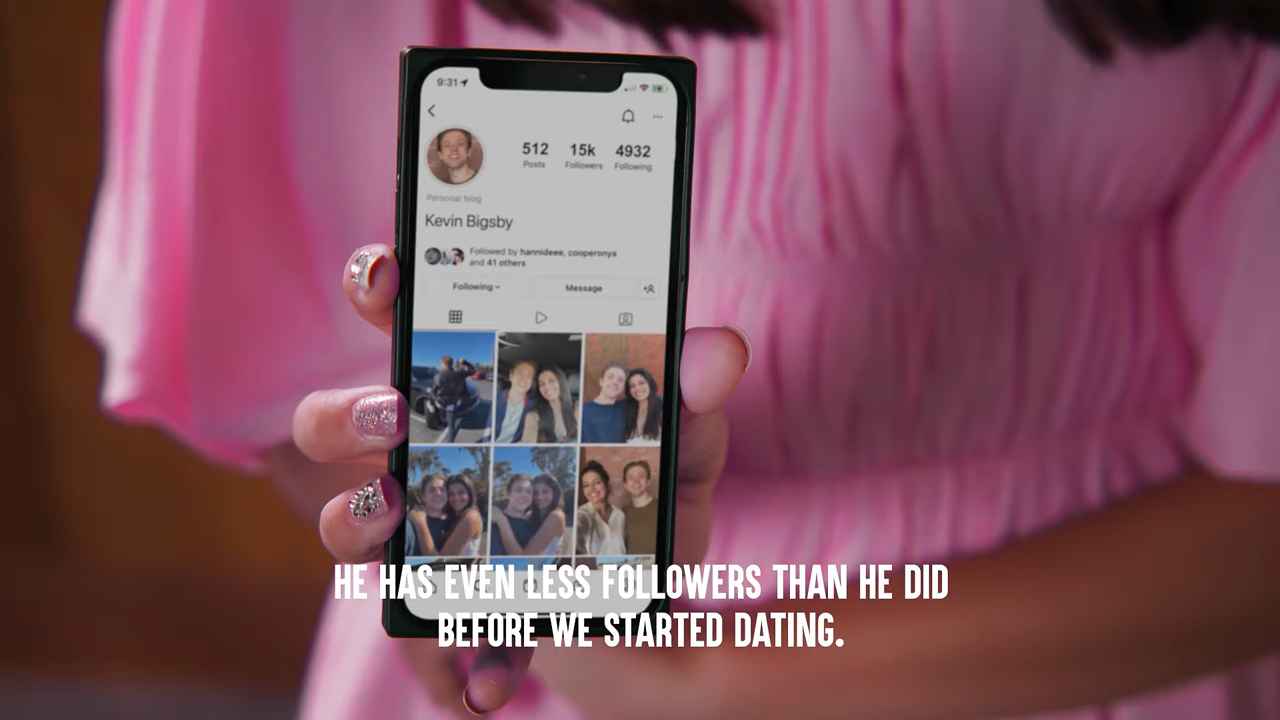 9:31
512 15k 4932
Posts Followers Following
Personal blog
Kevin Bigsby
Followed by hannideee, cooperonya
and 41 others
Following Message
HE HAS EVEN LESS FOLLOWERS THAN HE DID
BEFORE WE STARTED DATING.